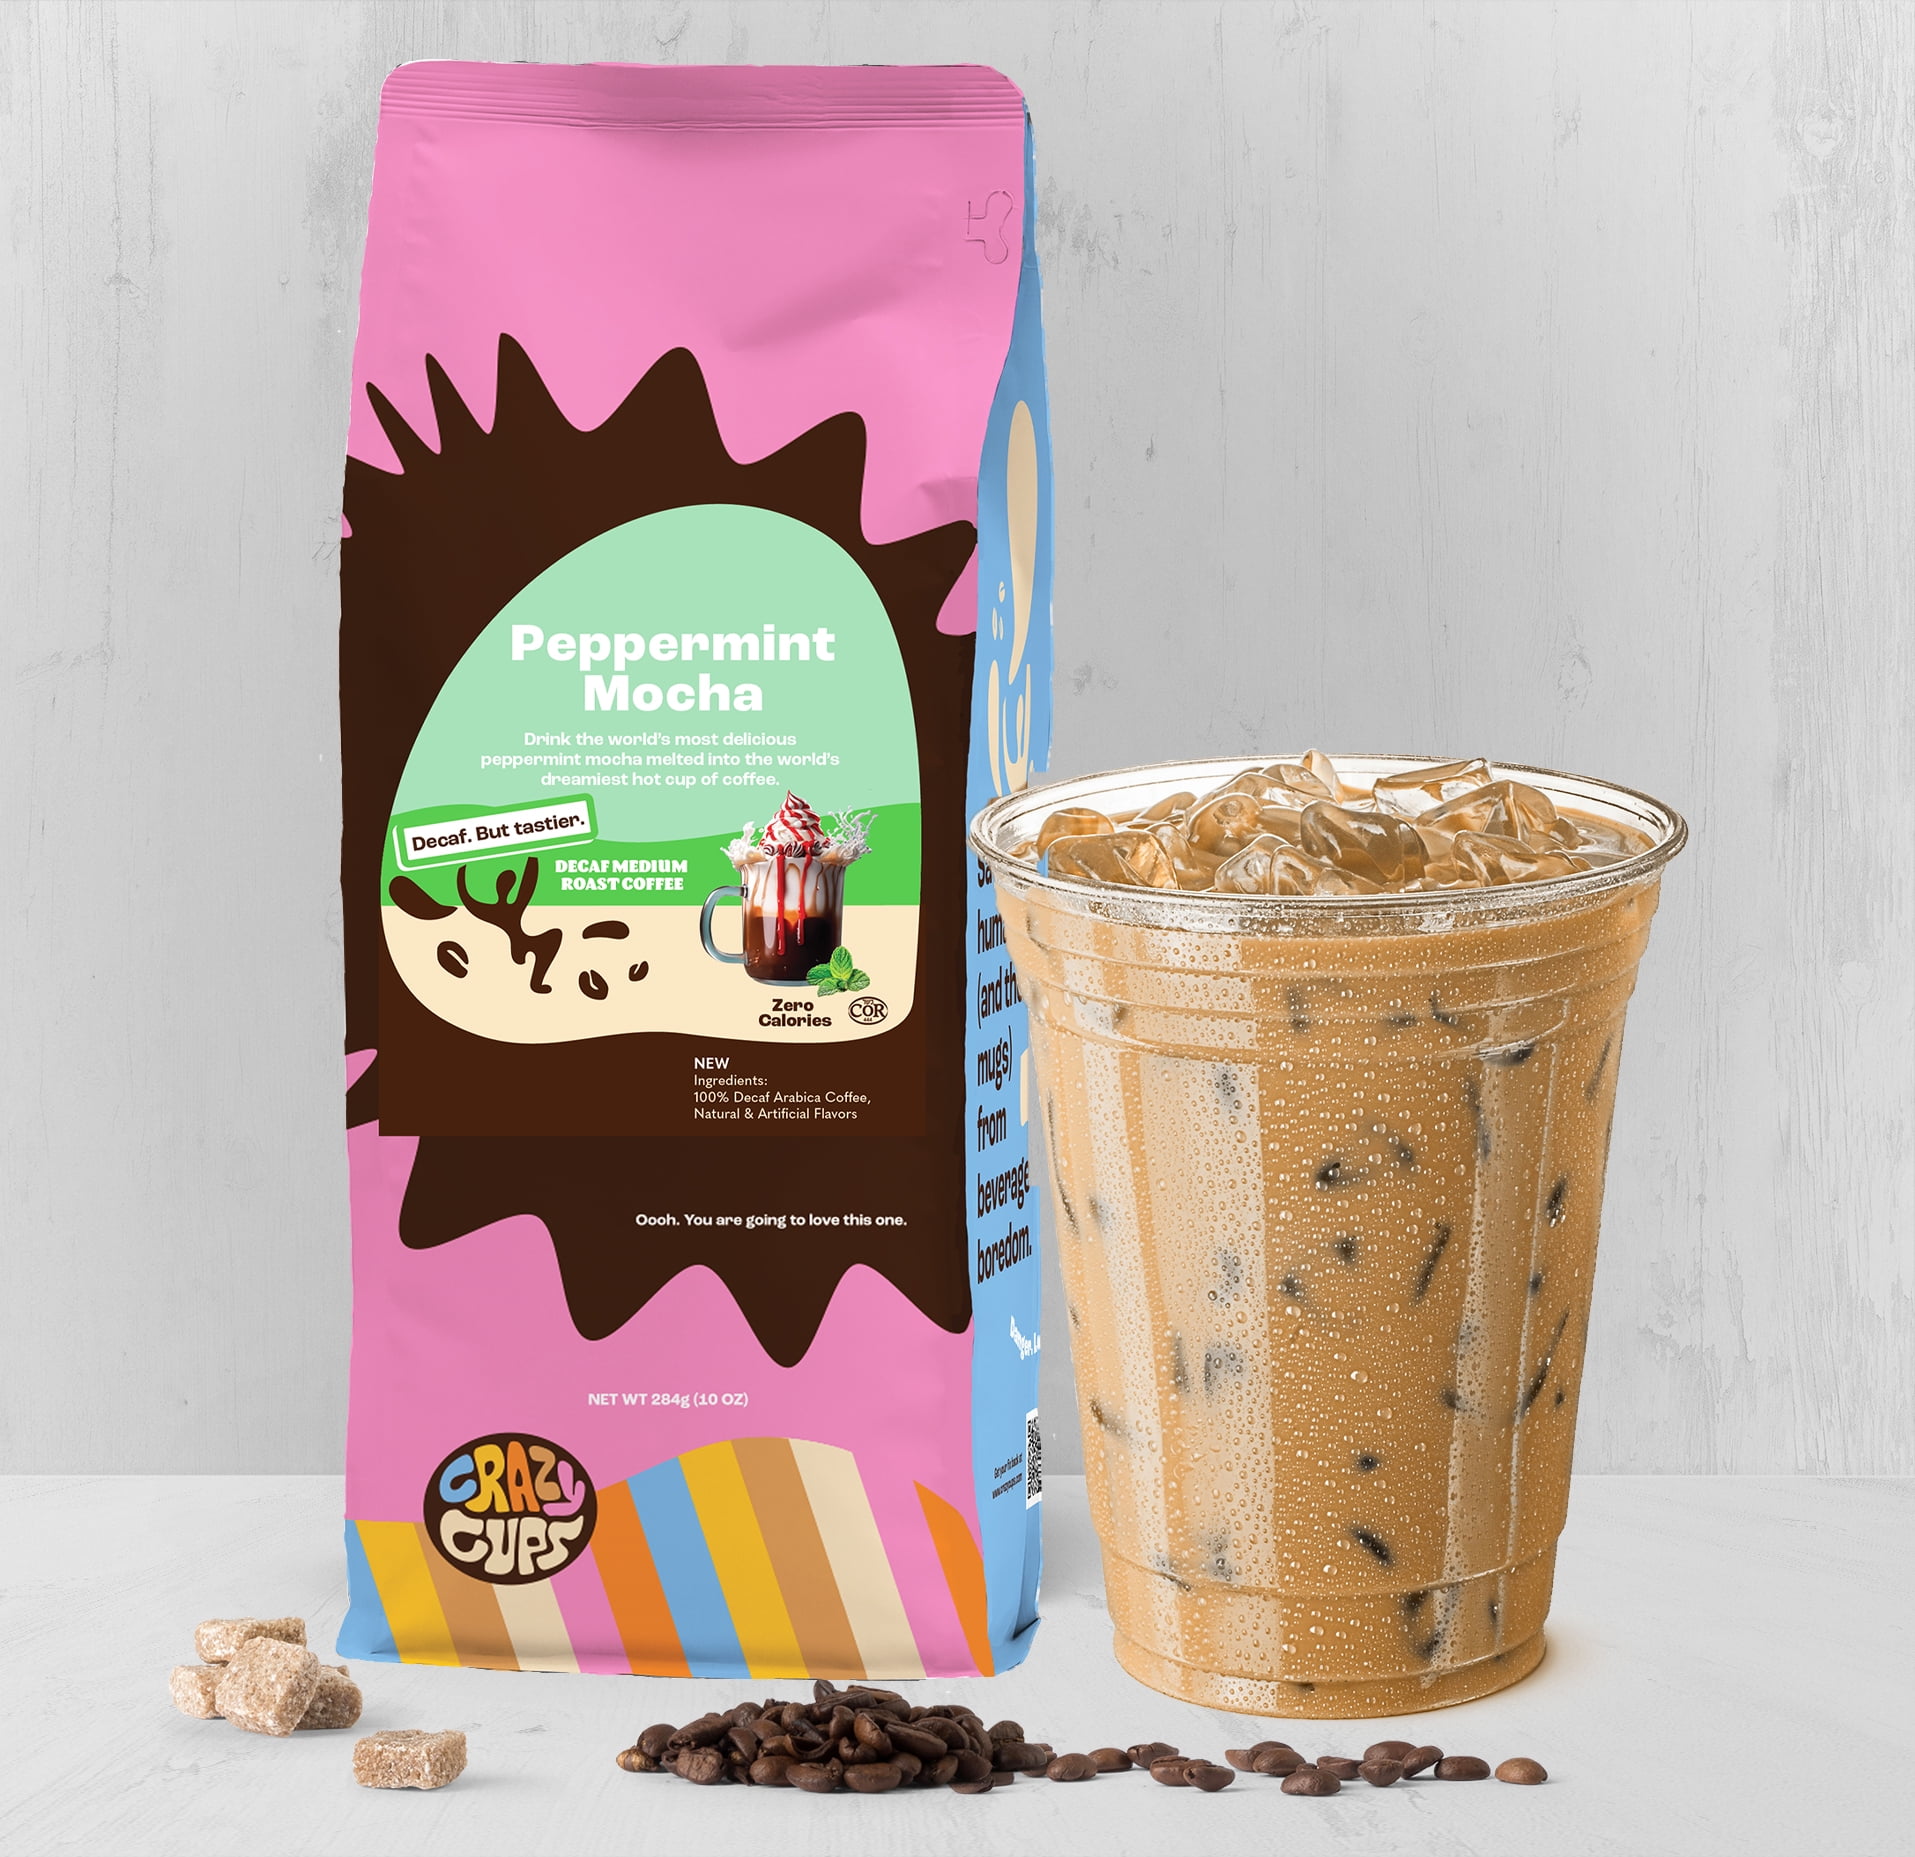 Peppermint
Mocha
Drink the world's most delicious
peppermint mocha melted into the world's
dreamiest hot cup of coffee.
Decaf. But tastier.
DECAF MEDIUM
ROAST COFFEE
Zero
Calories
COR
NEW
Ingredients:
100% Decaf Arabica Coffee,
Natural & Artificial Flavors
Oooh. You are going to love this one.
NET WT 284g (10 OZ)
CRAZY
CUPS
(and
mugs)
from
beverage
boredom.
www.crazycups.com